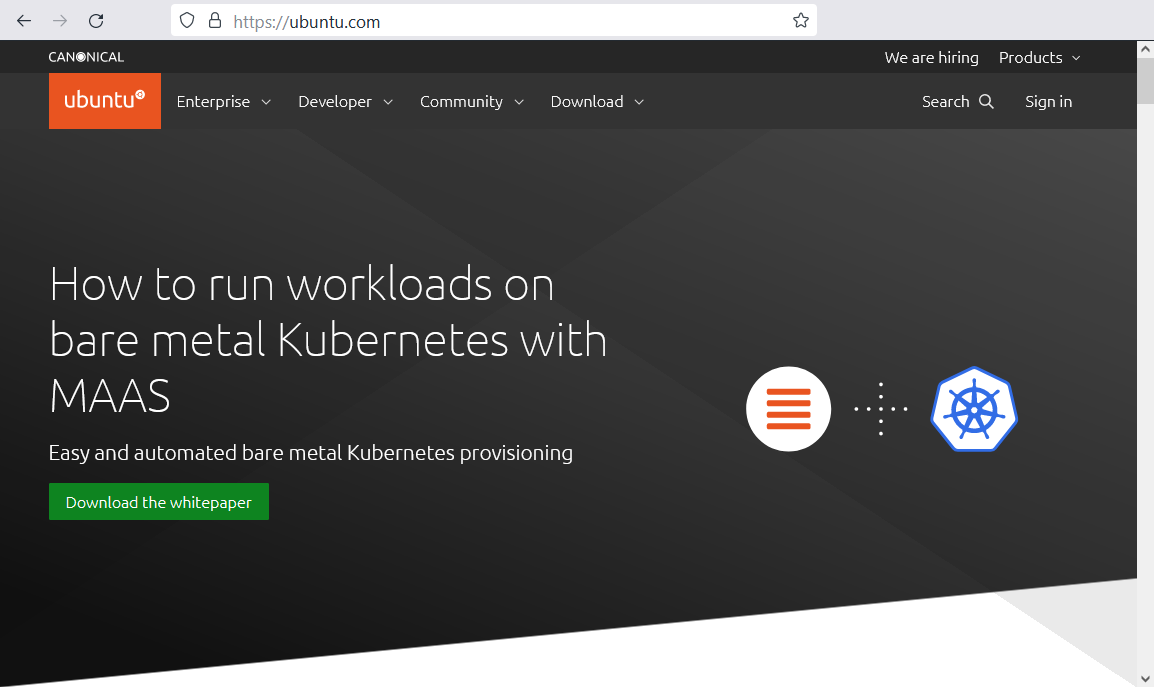 https://ubuntu.com
CANONICAL
We are hiring Products
ubuntu Enterprise Developer Community Download Search Sign in
How to run workloads on
bare metal Kubernetes with
MAAS
Easy and automated bare metal Kubernetes provisioning
Download the whitepaper